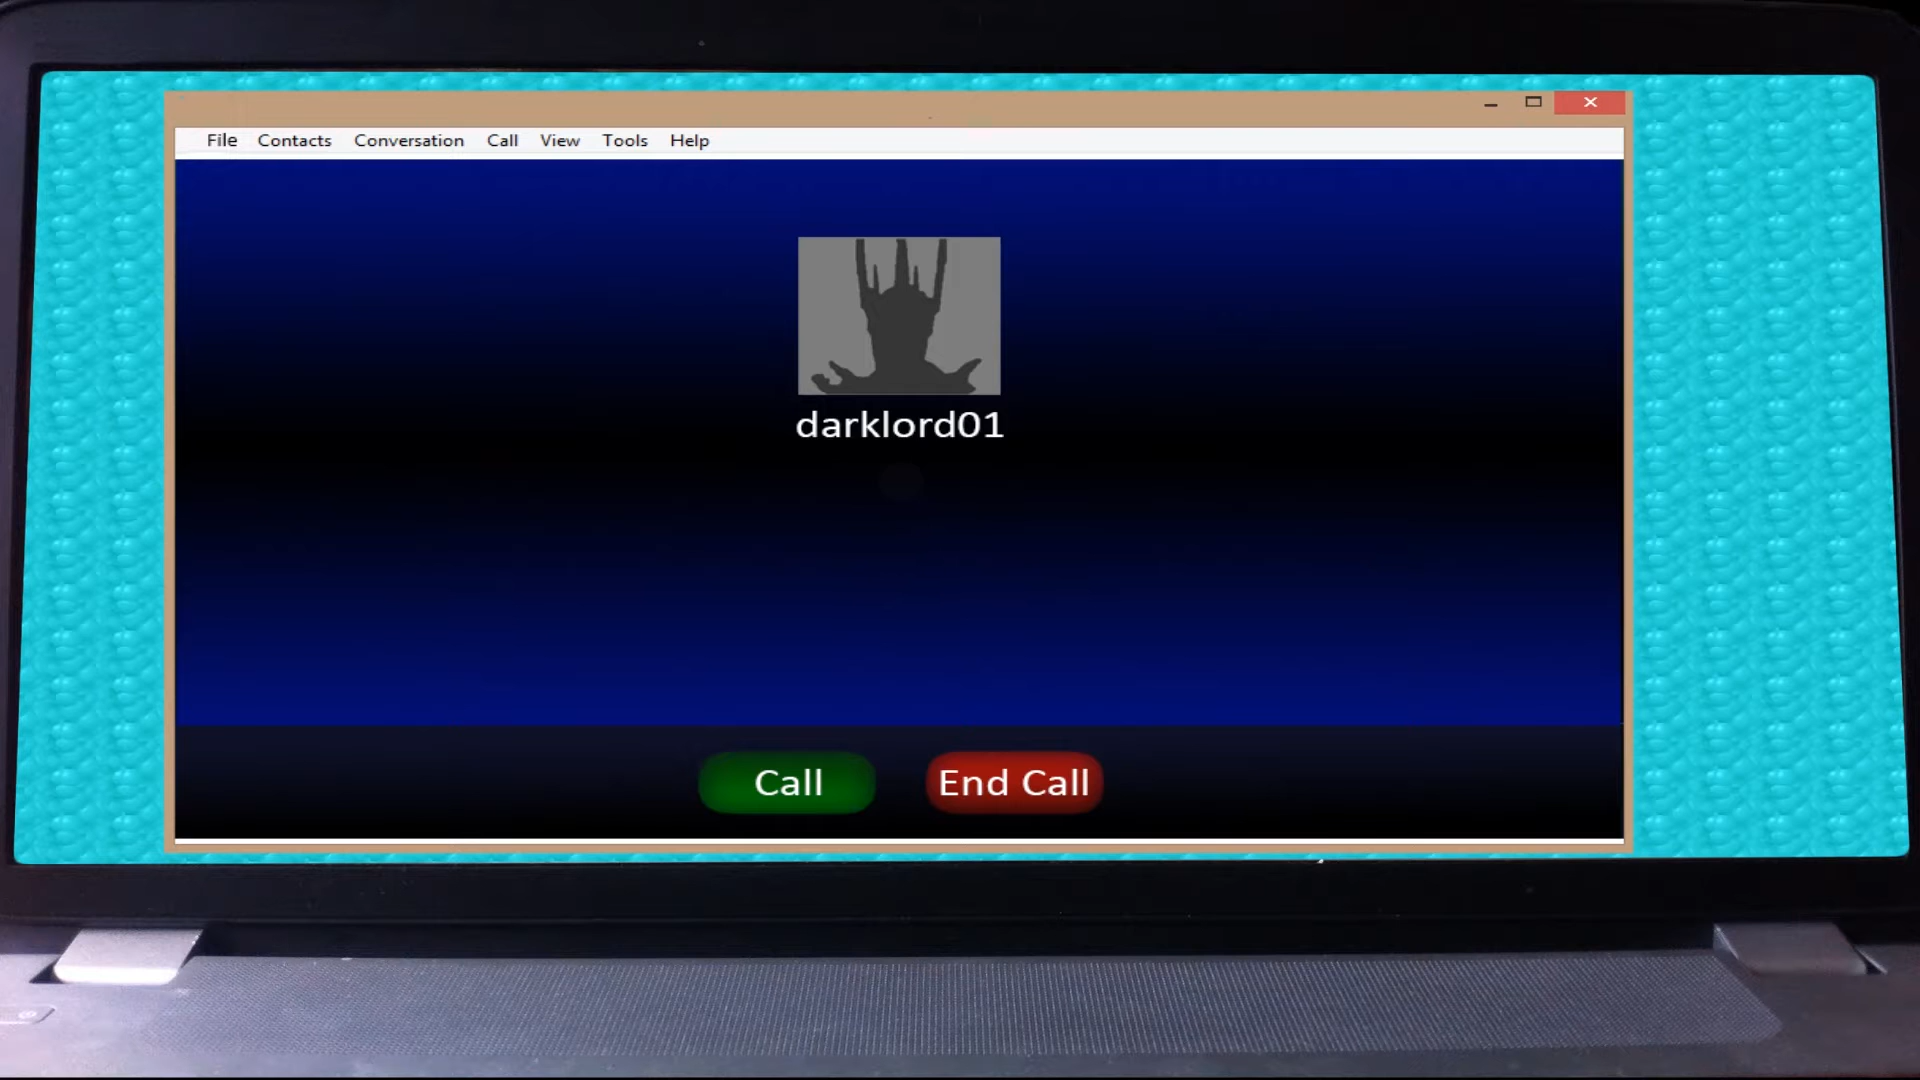 File Contacts Conversation Call View Tools Help
darklord01
Call End Call